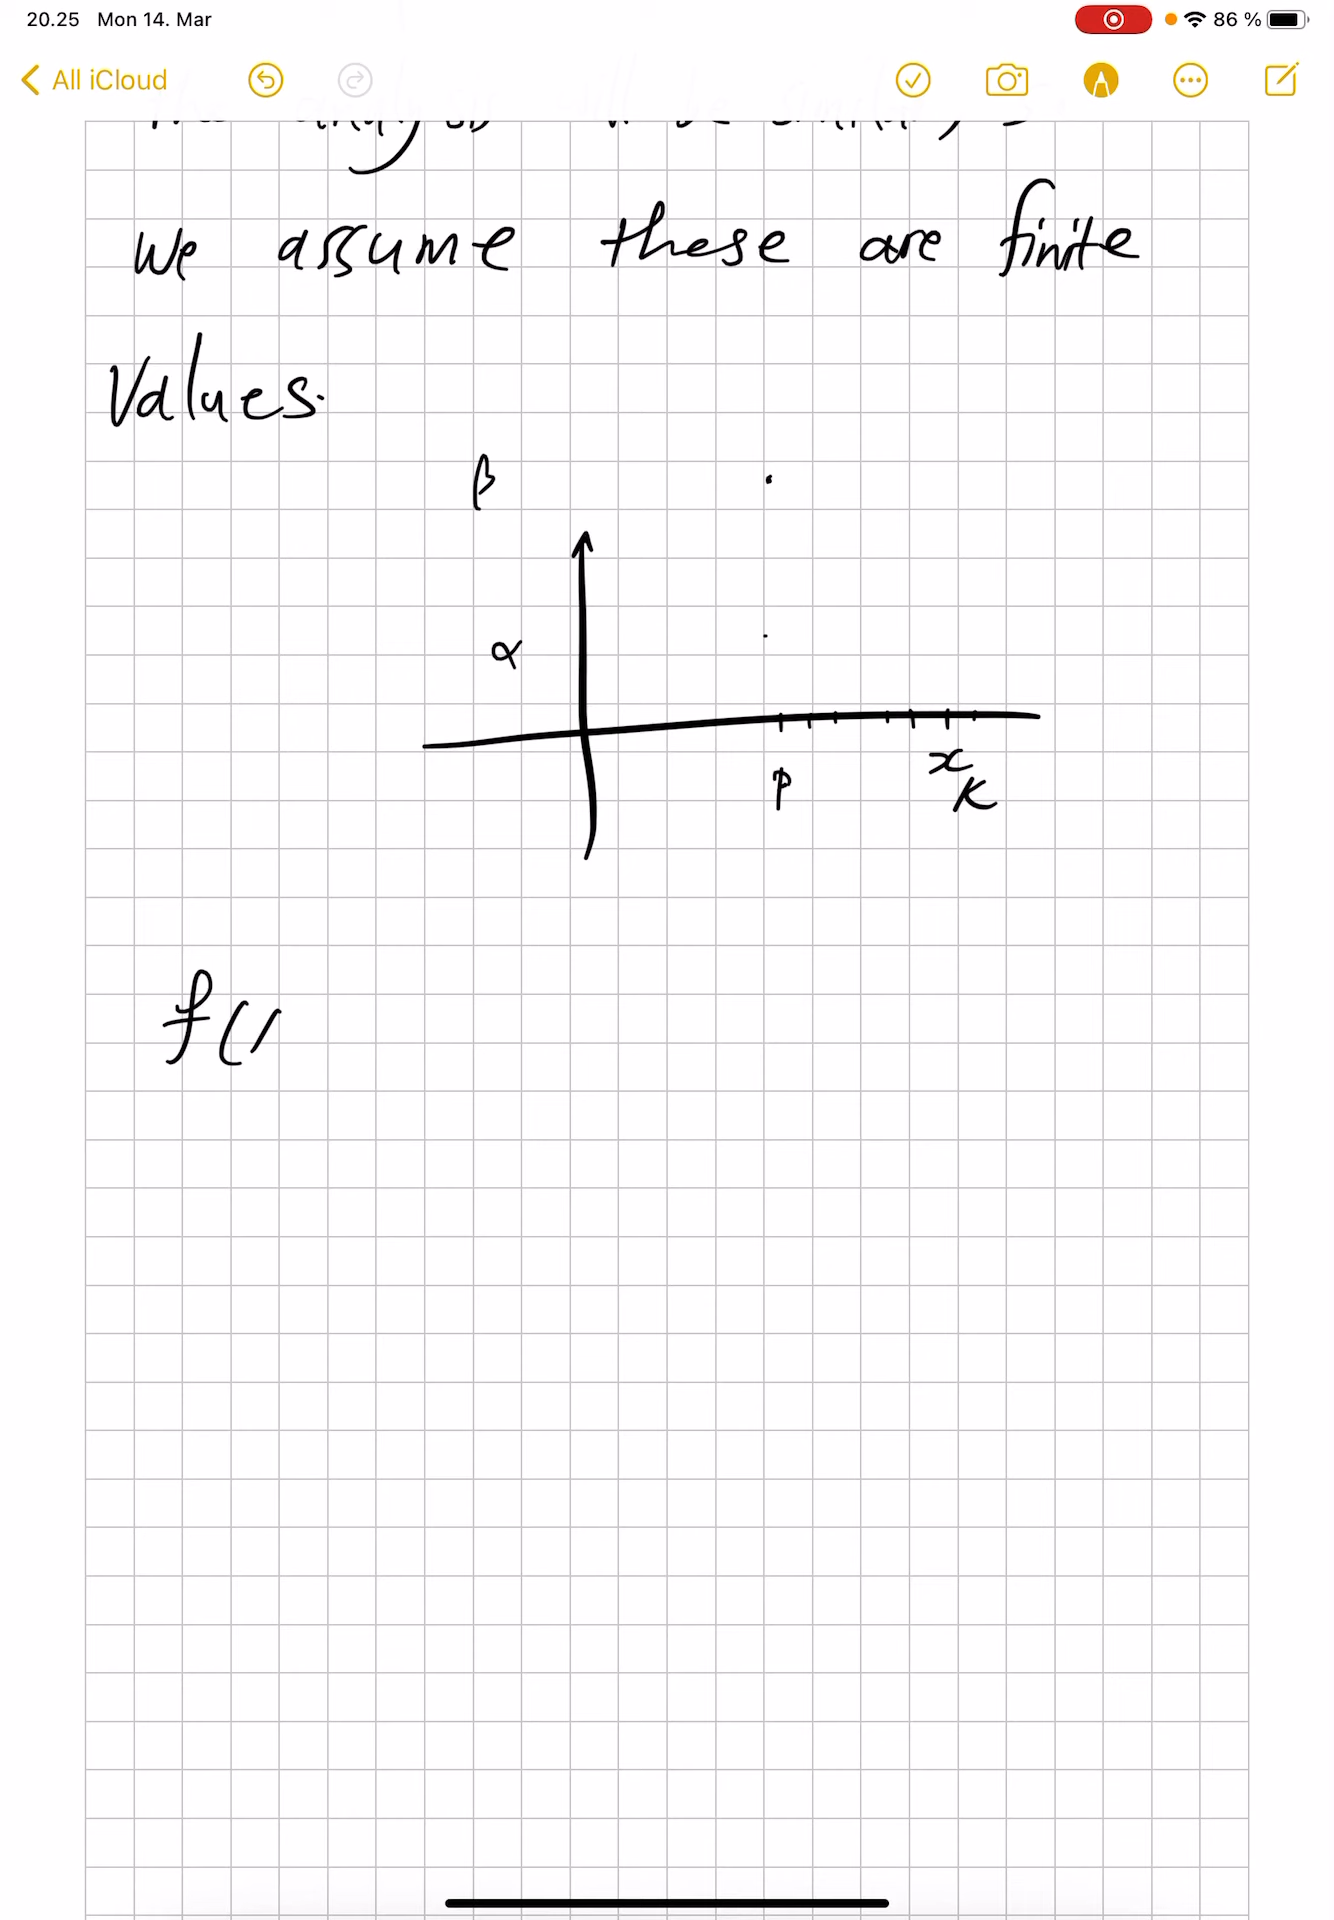 20.25 Mon 14. Mar 86 %
All iCloud
we assume these are finite
Values.
β
α
p x_k
f(